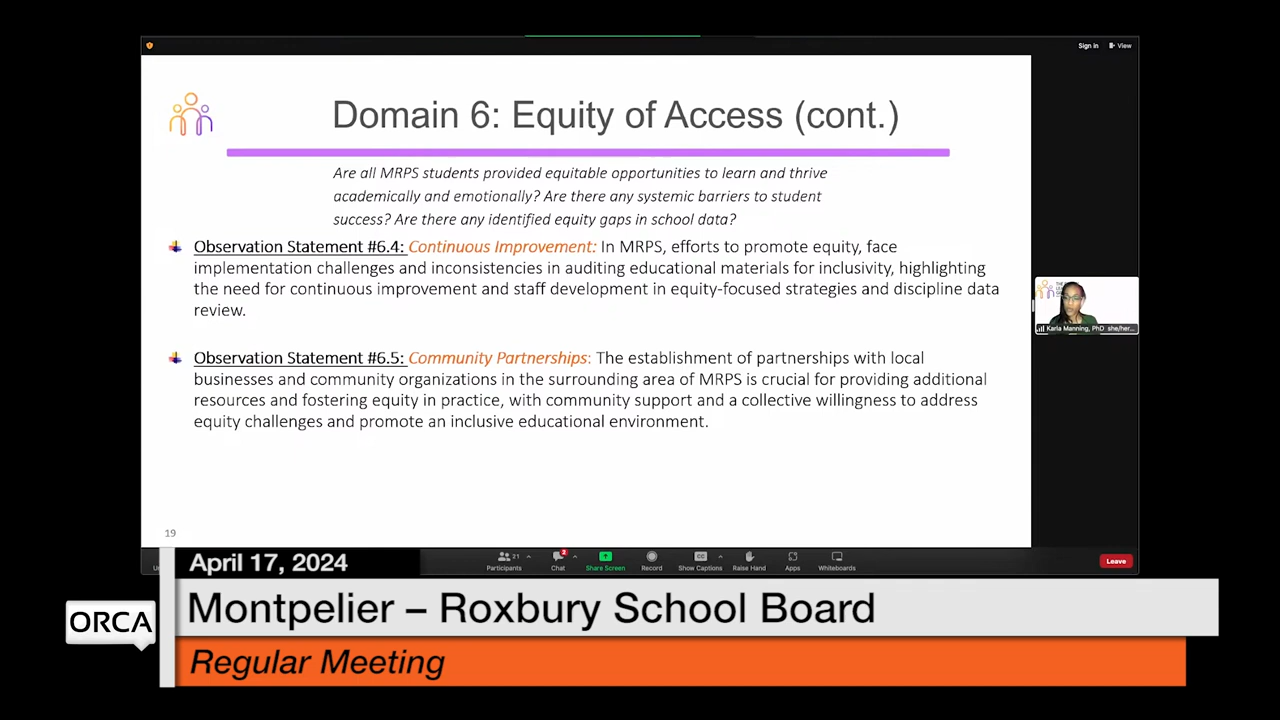 Sign in
View
Domain 6: Equity of Access (cont.)
Are all MRPS students provided equitable opportunities to learn and thrive
academically and emotionally? Are there any systemic barriers to student
success? Are there any identified equity gaps in school data?
Observation Statement #6.4: Continuous Improvement: In MRPS, efforts to promote equity, face
implementation challenges and inconsistencies in auditing educational materials for inclusivity, highlighting
the need for continuous improvement and staff development in equity-focused strategies and discipline data
review.
Karla Manning, PhD she/her...
Observation Statement #6.5: Community Partnerships: The establishment of partnerships with local
businesses and community organizations in the surrounding area of MRPS is crucial for providing additional
resources and fostering equity in practice, with community support and a collective willingness to address
equity challenges and promote an inclusive educational environment.
19
21
2
CC
Participants
Chat
Share Screen
Record
Show Captions
Raise Hand
Apps
Whiteboards
Leave
April 17, 2024
ORCA
Montpelier – Roxbury School Board
Regular Meeting